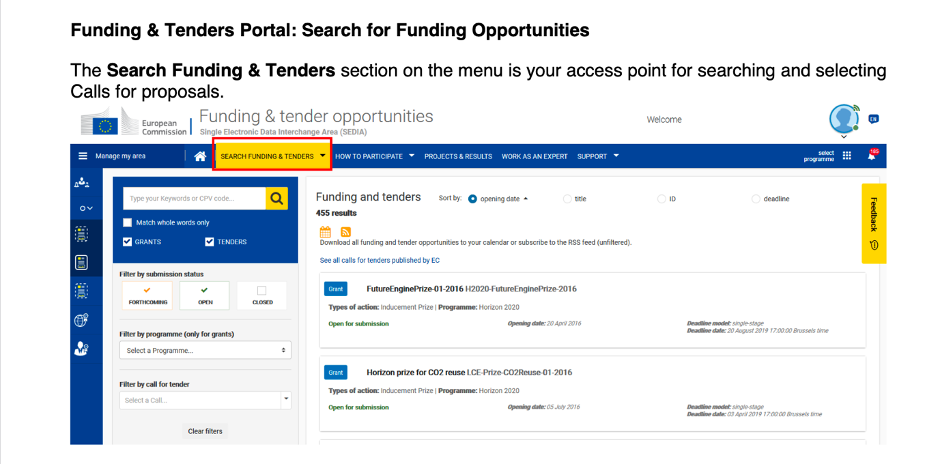 Funding & Tenders Portal: Search for Funding Opportunities
The Search Funding & Tenders section on the menu is your access point for searching and selecting
Calls for proposals.
European
Commission
Funding & tender opportunities
Single Electronic Data Interchange Area (SEDIA)
Welcome
EN
Manage my area
SEARCH FUNDING & TENDERS
HOW TO PARTICIPATE
PROJECTS & RESULTS
WORK AS AN EXPERT
SUPPORT
select
programme
Type your Keywords or CPV code...
Match whole words only
GRANTS
TENDERS
Filter by submission status
FORTHCOMING
OPEN
CLOSED
Filter by programme (only for grants)
Select a Programme...
Filter by call for tender
Select a Call...
Clear filters
Funding and tenders
Sort by:
opening date
title
ID
deadline
455 results
Download all funding and tender opportunities to your calendar or subscribe to the RSS feed (unfiltered).
See all calls for tenders published by EC
Grant
FutureEnginePrize-01-2016 H2020-FutureEnginePrize-2016
Types of action: Inducement Prize | Programme: Horizon 2020
Open for submission
Opening date: 20 April 2016
Deadline model: single-stage
Deadline date: 20 August 2019 17:00:00 Brussels time
Grant
Horizon prize for CO2 reuse LCE-Prize-CO2Reuse-01-2016
Types of action: Inducement Prize | Programme: Horizon 2020
Open for submission
Opening date: 05 July 2016
Deadline model: single-stage
Deadline date: 03 April 2019 17:00:00 Brussels time
Feedback